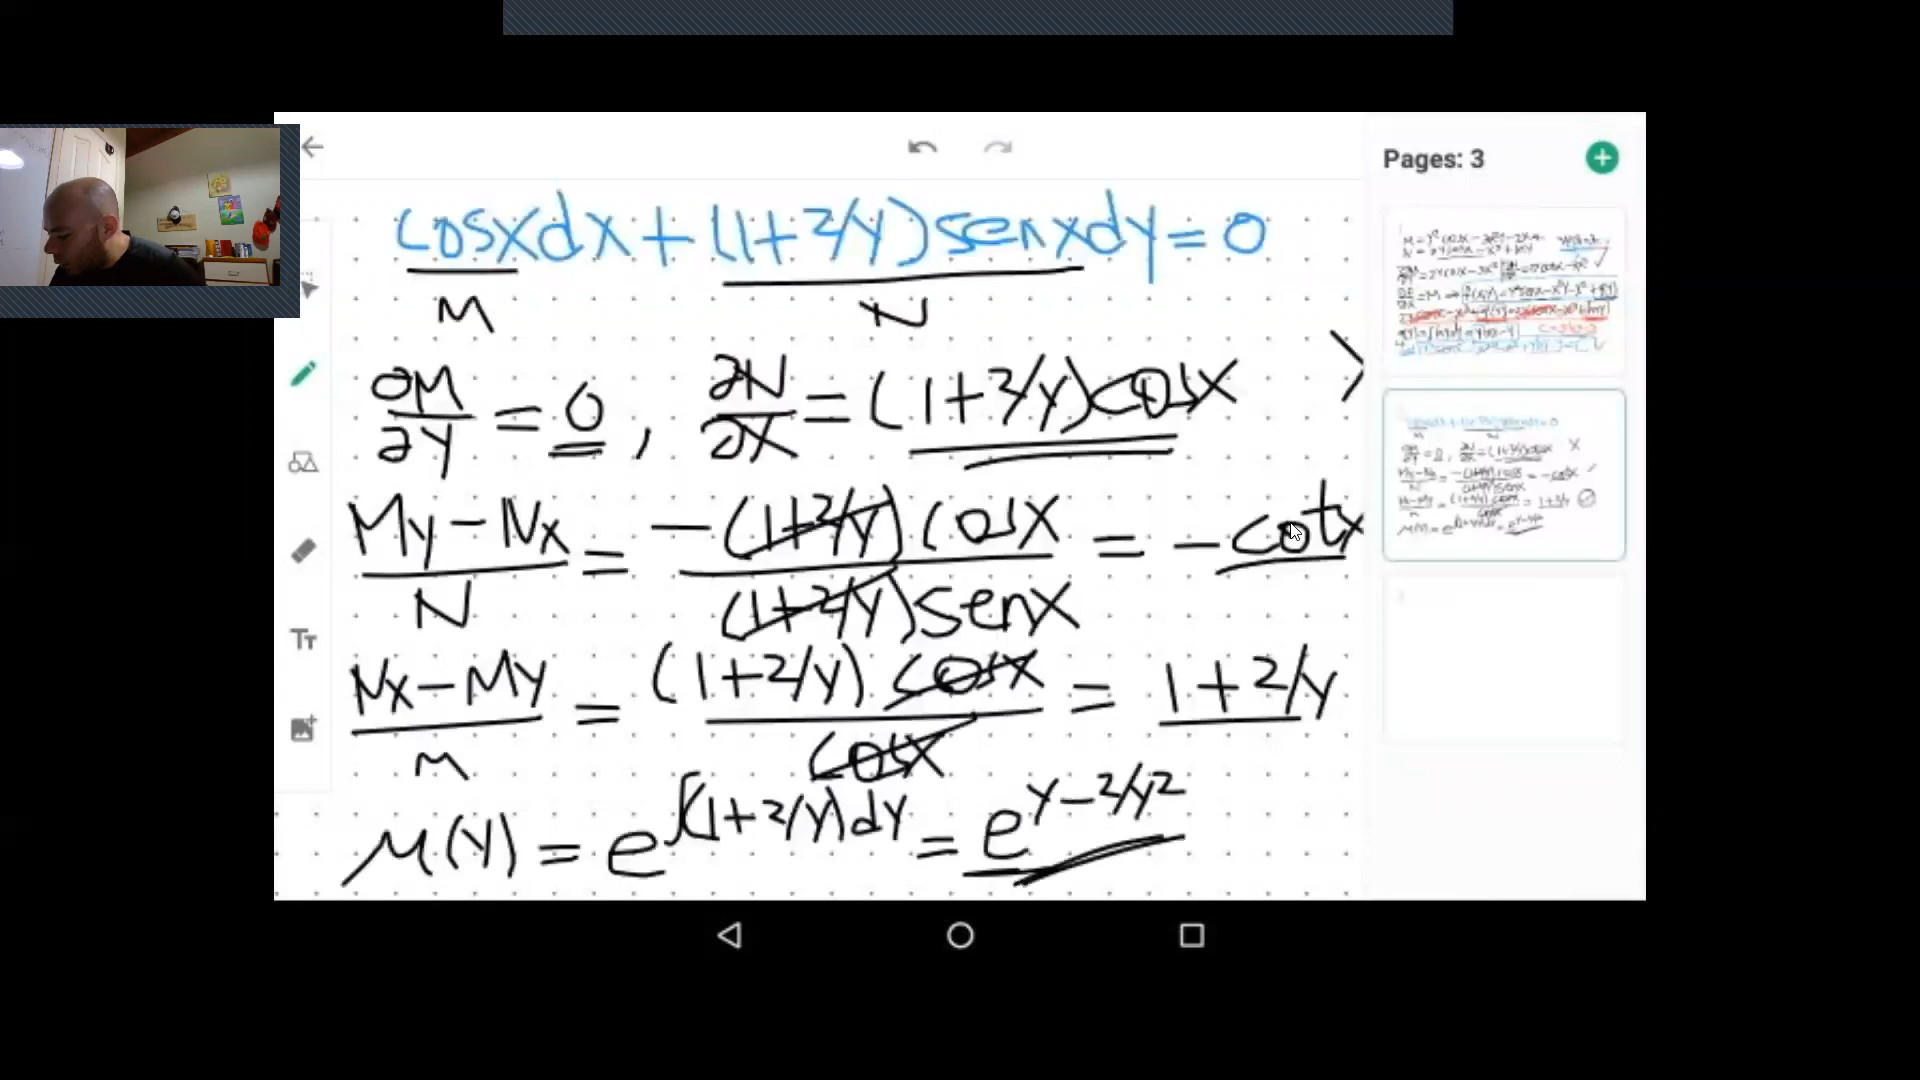 Pages: 3
cosxdx+(1+2/y)senxdy=0
M N
∂M/∂y = 0, ∂N/∂x = (1+2/y)cosx
My-Nx/N = -(1+2/y)cosx/(1+2/y)senx = -cotx
Nx-My/M = (1+2/y)cosx/cosx = 1+2/y
Tт
μ(y) = e^∫(1+2/y)dy = e^y-2/y²